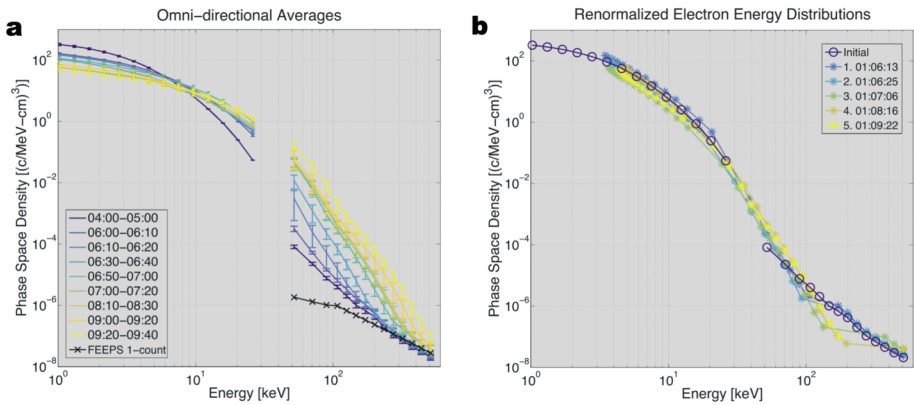 a
Omni-directional Averages
Phase Space Density [(c/MeV-cm)³)]
10²
10⁰
10⁻²
10⁻⁴
10⁻⁶
10⁻⁸
04:00-05:00
06:00-06:10
06:10-06:20
06:30-06:40
06:50-07:00
07:00-07:20
08:10-08:30
09:00-09:20
09:20-09:40
FEEPS 1-count
10⁰ 10¹ 10²
Energy [keV]
b
Renormalized Electron Energy Distributions
Phase Space Density [(c/MeV-cm)³)]
10²
10⁰
10⁻²
10⁻⁴
10⁻⁶
10⁻⁸
Initial
1. 01:06:13
2. 01:06:25
3. 01:07:06
4. 01:08:16
5. 01:09:22
10⁰ 10¹ 10²
Energy [keV]